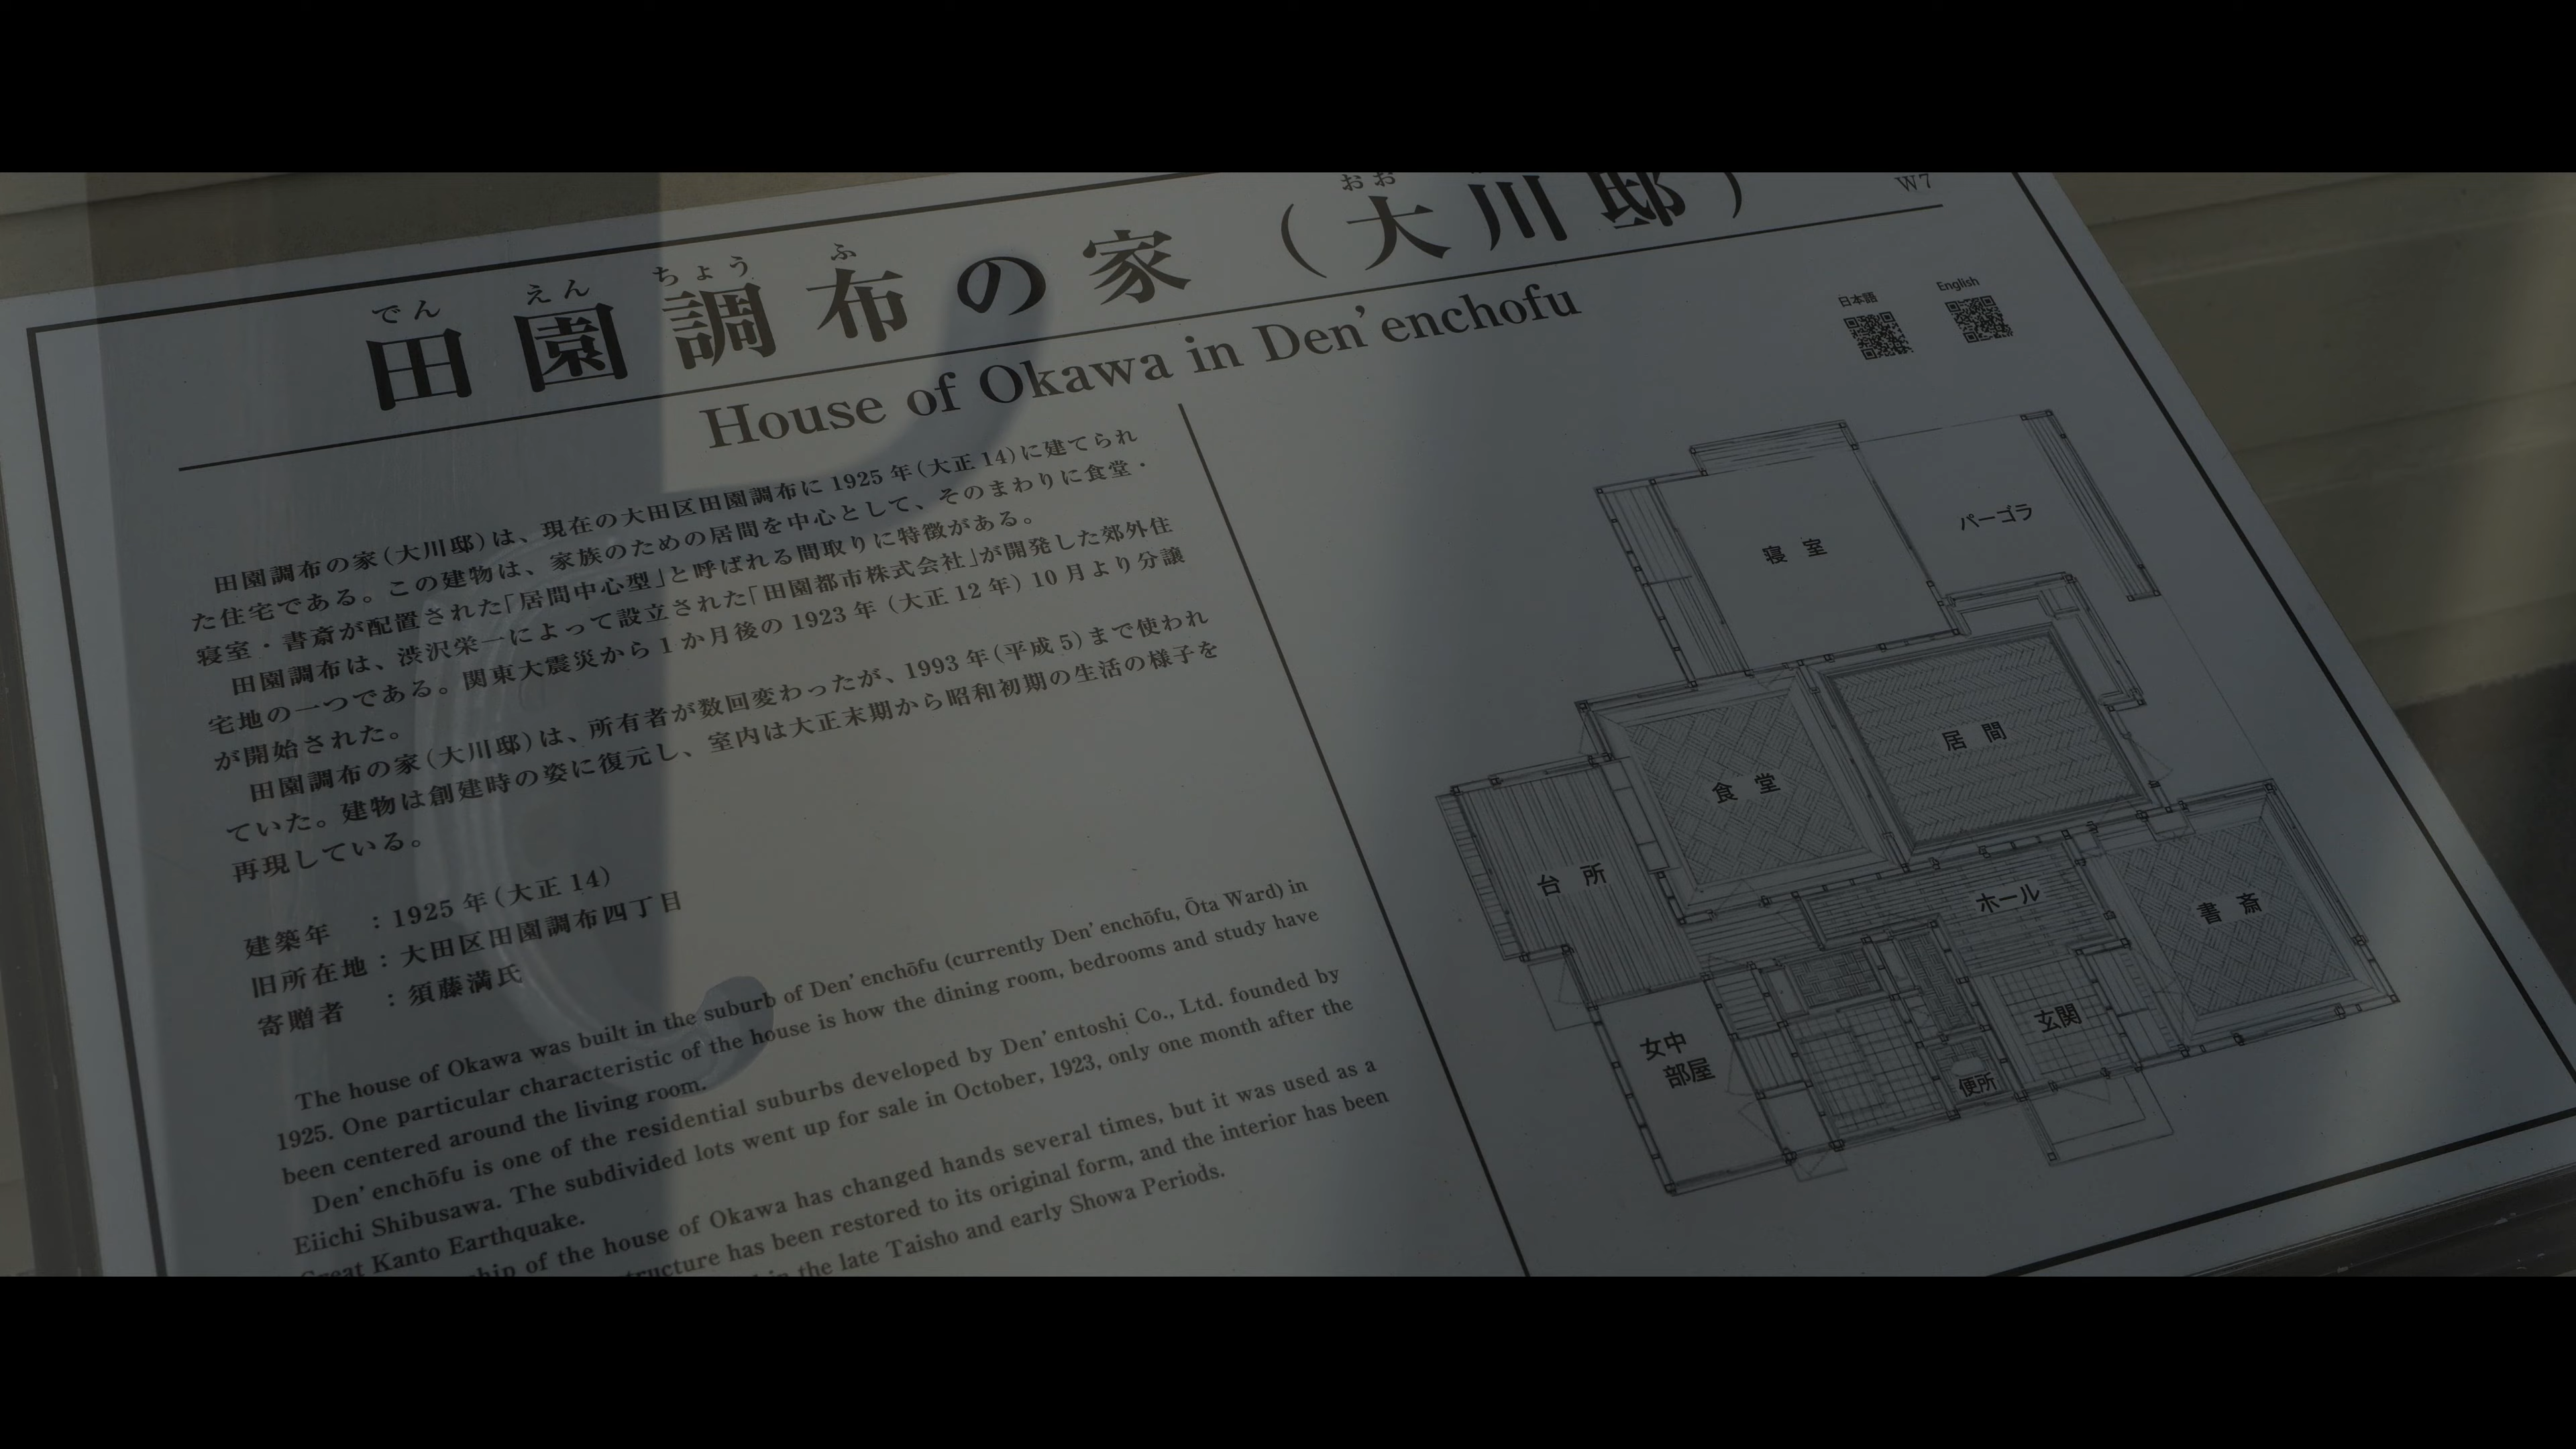 でん えん ちょう ふ おお
田園調布の家（大川邸）
W7
House of Okawa in Den’enchofu
日本語
English
田園調布の家（大川邸）は、現在の大田区田園調布に1925年（大正14）に建てられ
た住宅である。この建物は、家族のための居間を中心として、そのまわりに食堂・
寝室・書斎が配置された「居間中心型」と呼ばれる間取りに特徴がある。
田園調布は、渋沢栄一によって設立された「田園都市株式会社」が開発した郊外住
宅地の一つである。関東大震災から1か月後の1923年（大正12年）10月より分譲
が開始された。
田園調布の家（大川邸）は、所有者が数回変わったが、1993年（平成5）まで使われ
ていた。建物は創建時の姿に復元し、室内は大正末期から昭和初期の生活の様子を
再現している。
建築年　：1925年（大正14）
旧所在地：大田区田園調布四丁目
寄贈者　：須藤満氏
The house of Okawa was built in the suburb of Den’enchōfu (currently Den’enchōfu, Ōta Ward) in
1925. One particular characteristic of the house is how the dining room, bedrooms and study have
been centered around the living room.
Den’enchōfu is one of the residential suburbs developed by Den’entoshi Co., Ltd. founded by
Eiichi Shibusawa. The subdivided lots went up for sale in October, 1923, only one month after the
Great Kanto Earthquake.
of the house of Okawa has changed hands several times, but it was used as a
has been restored to its original form, and the interior has been
the late Taisho and early Showa Periods.
寝室
パーゴラ
居間
食堂
台所
ホール
書斎
玄関
女中
部屋
便所